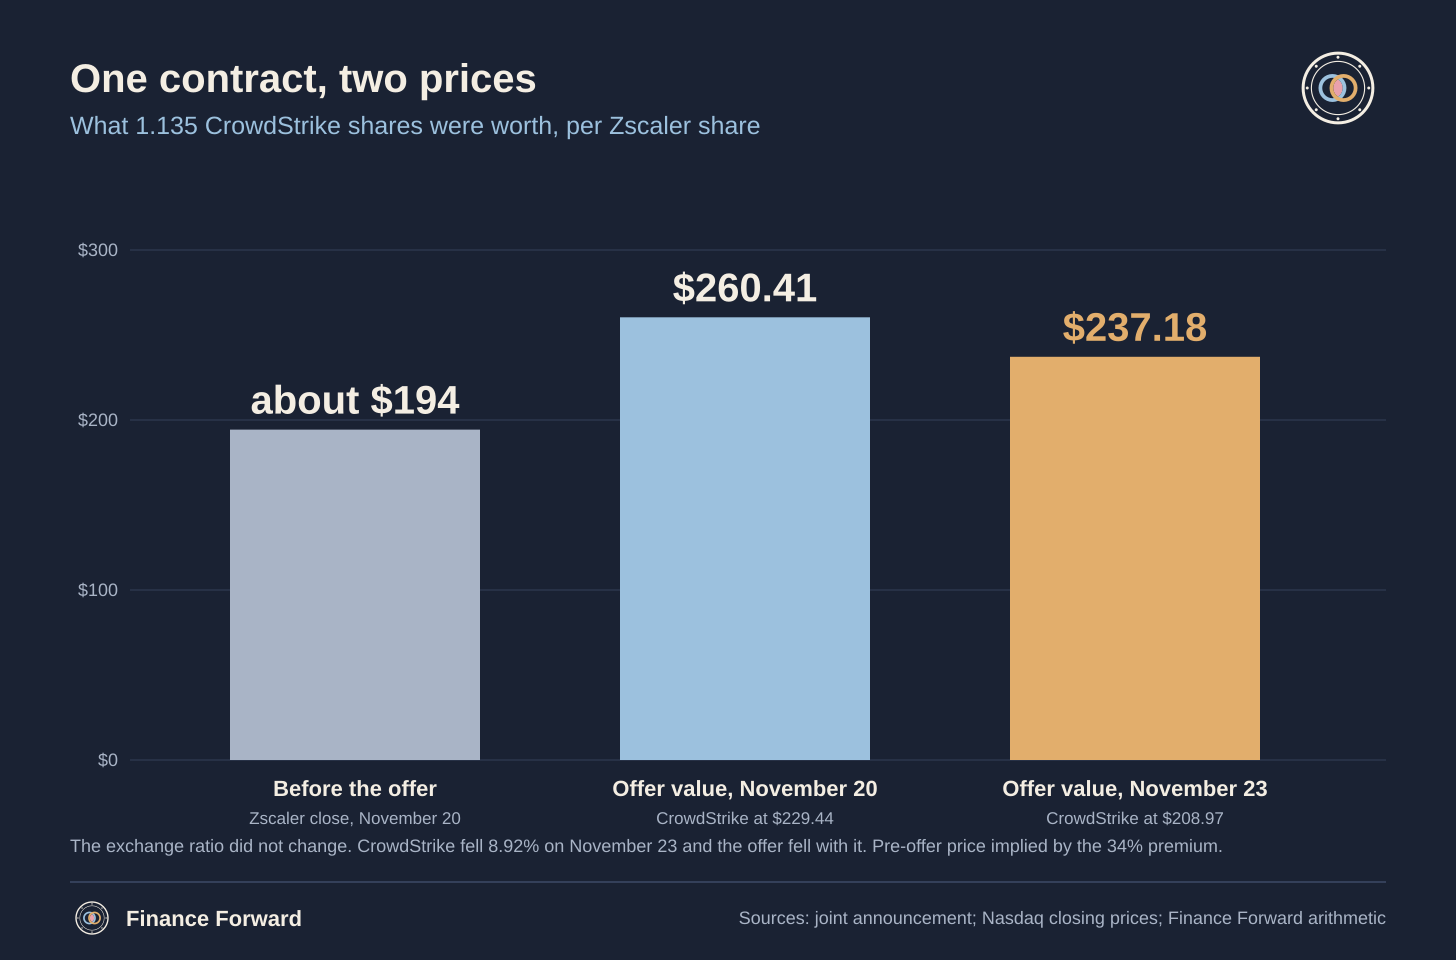 One contract, two prices
What 1.135 CrowdStrike shares were worth, per Zscaler share
$300
$200
$100
$0
about $194
$260.41
$237.18
Before the offer
Zscaler close, November 20
Offer value, November 20
CrowdStrike at $229.44
Offer value, November 23
CrowdStrike at $208.97
The exchange ratio did not change. CrowdStrike fell 8.92% on November 23 and the offer fell with it. Pre-offer price implied by the 34% premium.
Finance Forward
Sources: joint announcement; Nasdaq closing prices; Finance Forward arithmetic